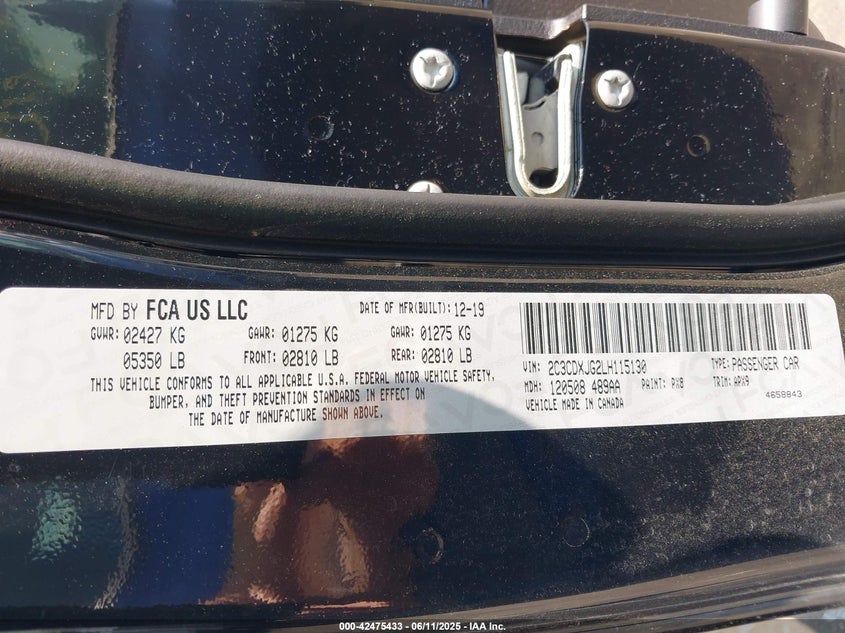 MFD BY FCA US LLC DATE OF MFR(BUILT): 12-19
GVWR: 02427 KG GAWR: 01275 KG GAWR: 01275 KG
05350 LB FRONT: 02810 LB REAR: 02810 LB
THIS VEHICLE CONFORMS TO ALL APPLICABLE U.S.A. FEDERAL MOTOR VEHICLE SAFETY,
BUMPER, AND THEFT PREVENTION STANDARDS IN EFFECT ON
THE DATE OF MANUFACTURE SHOWN ABOVE.
VIN: 2C3CDXJG2LH115130 TYPE: PASSENGER CAR
MDH: 120508 489AA PAINT: PX8 TRIM: APX9
VEHICLE MADE IN CANADA 4658843
000-42475433 - 06/11/2025 - IAA Inc.